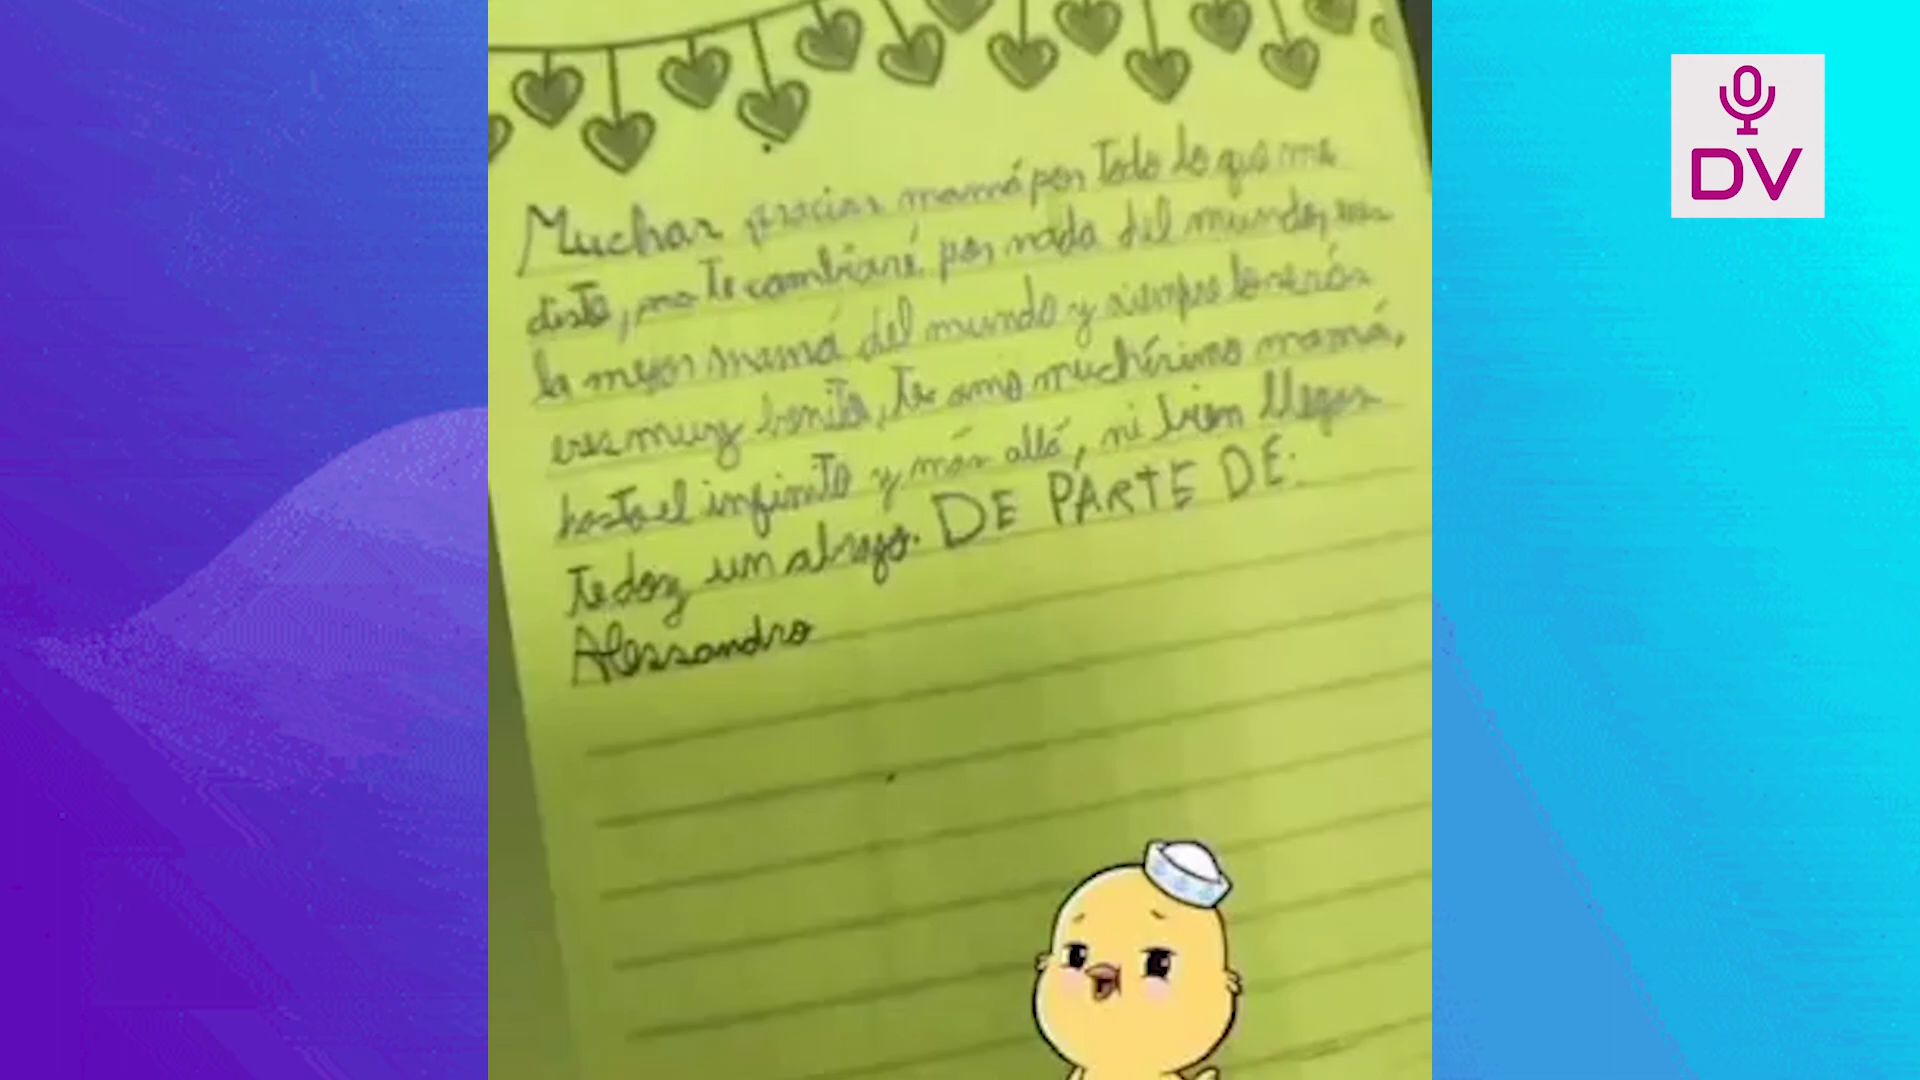 DV
Muchas gracias mamá por todo lo que me
diste, no te cambiaré por nada del mundo, eres
la mejor mamá del mundo y siempre lo serás
eres muy bonita, te amo muchísimo mamá,
hasta el infinito y más allá, ni bien llegas
te doy un abrazo. DE PARTE DE:
Alessandro